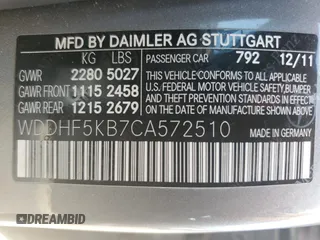 MFD BY DAIMLER AG STUTTGART
KG LBS PASSENGER CAR 792 12/11
GVWR 2280 5027
GAWR FRONT 1115 2458
GAWR REAR 1215 2679
THIS VEHICLE CONFORMS TO ALL APPLICABLE
U.S. FEDERAL MOTOR VEHICLE SAFETY,
BUMPER, AND THEFT PREVENTION STANDARDS
IN EFFECT ON THE DATE OF
MANUFACTURE SHOWN ABOVE.
WDDHF5KB7CA572510
MADE IN GERMANY
DREAMBID